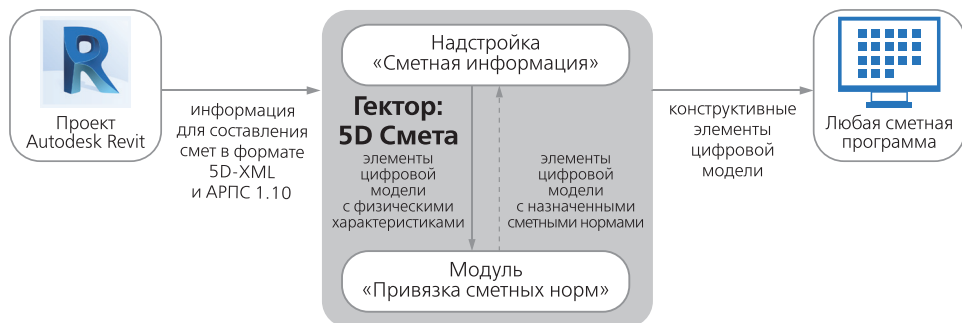 Проект
Autodesk Revit
информация
для составления
смет в формате
5D-XML
и АРПС 1.10
Надстройка
«Сметная информация»
Гектор:
5D Смета
элементы
цифровой
модели
с физическими
характеристиками
элементы
цифровой
модели
с назначенными
сметными нормами
Модуль
«Привязка сметных норм»
конструктивные
элементы
цифровой
модели
Любая сметная
программа